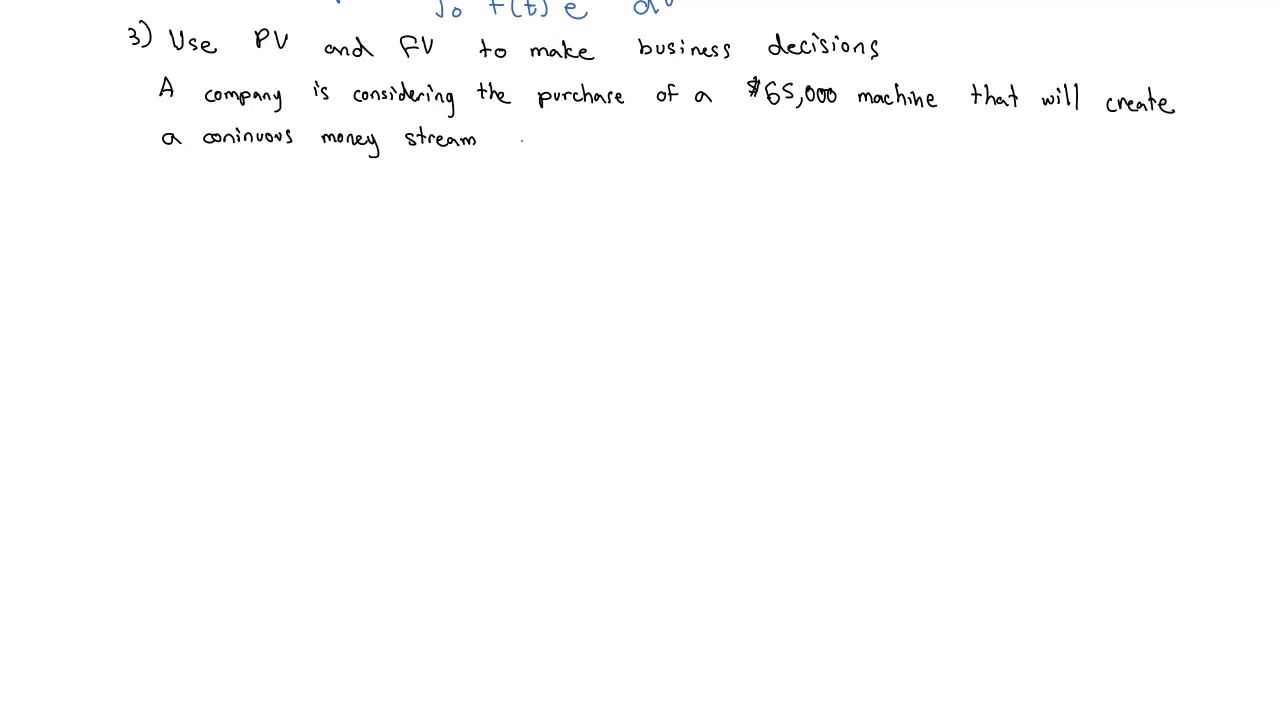 ∫₀ f(t) e d
3) Use PV and FV to make business decisions
A company is considering the purchase of a $65,000 machine that will create
a coninuous money stream